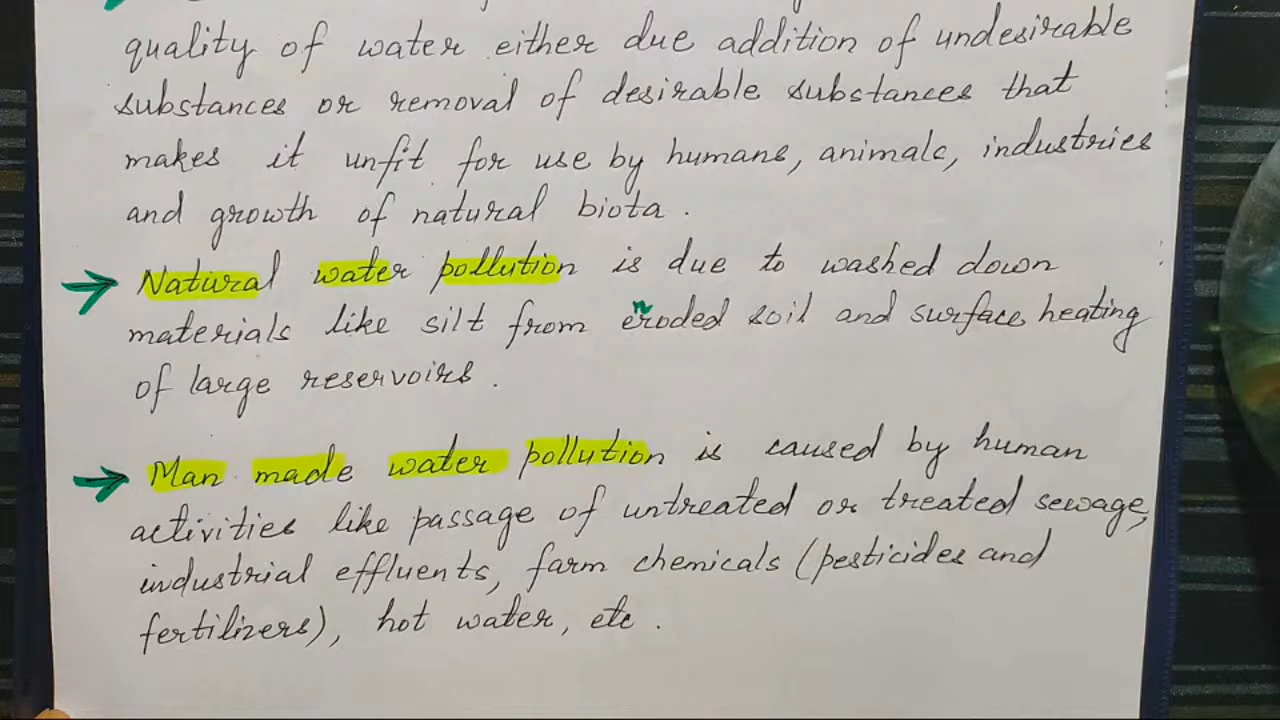 quality of water either due addition of undesirable
substances or removal of desirable substances that
makes it unfit for use by humans, animals, industries
and growth of natural biota.
Natural water pollution is due to washed down
materials like silt from eroded soil and surface heating
of large reservoirs.
Man made water pollution is caused by human
activities like passage of untreated or treated sewage,
industrial effluents, farm chemicals (pesticides and
fertilizers), hot water, etc.